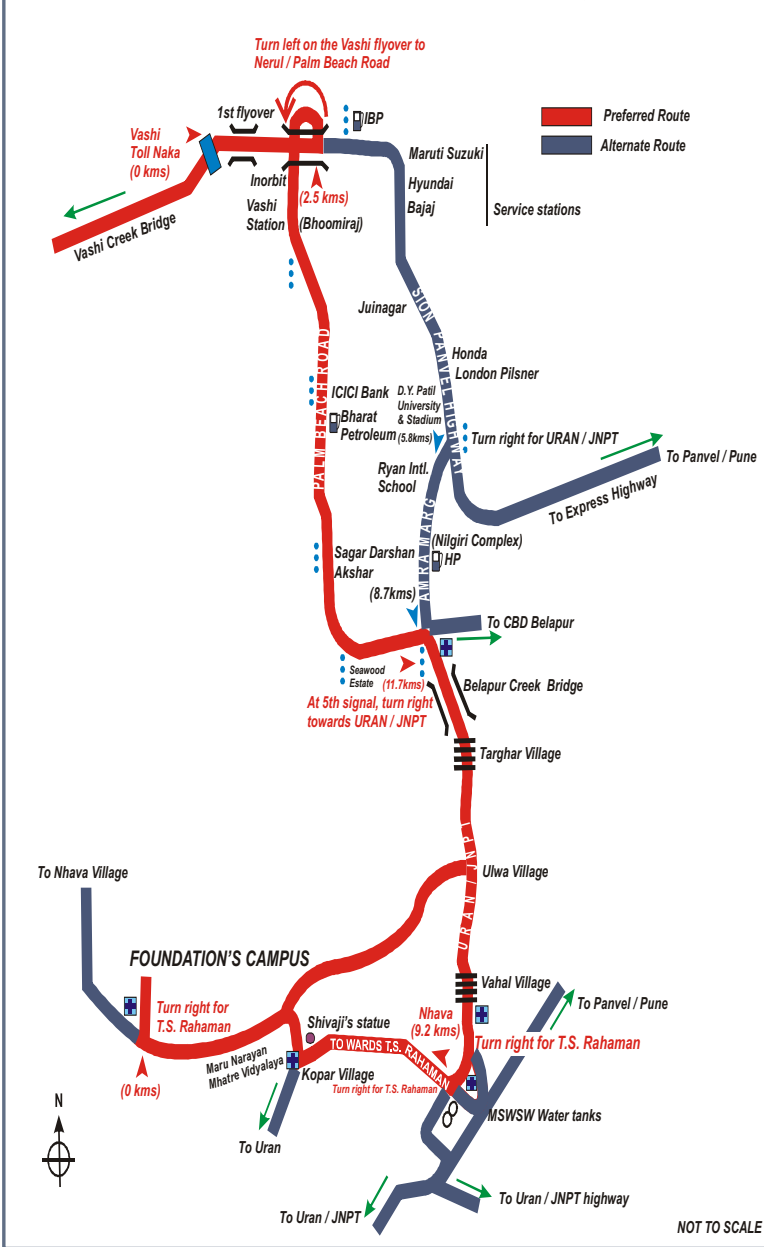 Turn left on the Vashi flyover to
Nerul / Palm Beach Road
1st flyover
IBP
Preferred Route
Alternate Route
Vashi
Toll Naka
(0 kms)
Maruti Suzuki
Hyundai
Bajaj
Service stations
Inorbit
Vashi
Station
(2.5 kms)
(Bhoomiraj)
Vashi Creek Bridge
Juinagar
SION PANVEL HIGHWAY
Honda
London Pilsner
PALM BEACH ROAD
ICICI Bank
Bharat
Petroleum
D.Y. Patil
University
& Stadium
(5.8kms)
Turn right for URAN / JNPT
To Panvel / Pune
To Express Highway
Ryan Intl.
School
AMRA MARG
(Nilgiri Complex)
HP
Sagar Darshan
Akshar
(8.7kms)
To CBD Belapur
Seawood
Estate
(11.7kms)
At 5th signal, turn right
towards URAN / JNPT
Belapur Creek Bridge
Targhar Village
URAN / JNPT
Ulwa Village
To Nhava Village
FOUNDATION'S CAMPUS
Turn right for
T.S. Rahaman
(0 kms)
Vahal Village
Nhava
(9.2 kms)
To Panvel / Pune
Turn right for T.S. Rahaman
Shivaji's statue
TO WARDS T.S. RAHAMAN
Maru Narayan
Mhatre Vidyalaya
Kopar Village
Turn right for T.S. Rahaman
MSWSW Water tanks
N
To Uran
To Uran / JNPT
To Uran / JNPT highway
NOT TO SCALE